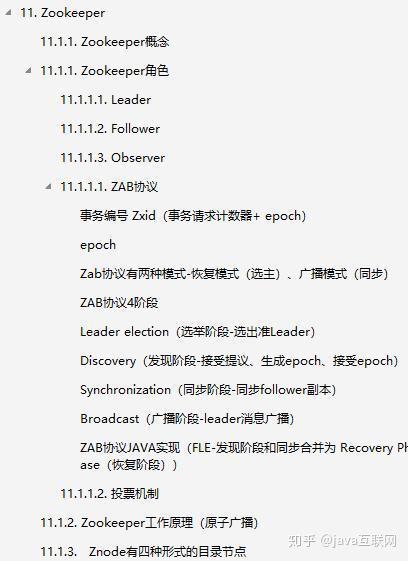 11. Zookeeper
11.1.1. Zookeeper概念
11.1.1. Zookeeper角色
11.1.1.1. Leader
11.1.1.2. Follower
11.1.1.3. Observer
11.1.1.1. ZAB协议
事务编号 Zxid（事务请求计数器+ epoch）
epoch
Zab协议有两种模式-恢复模式（选主）、广播模式（同步）
ZAB协议4阶段
Leader election（选举阶段-选出准Leader）
Discovery（发现阶段-接受提议、生成epoch、接受epoch）
Synchronization（同步阶段-同步follower副本）
Broadcast（广播阶段-leader消息广播）
ZAB协议JAVA实现（FLE-发现阶段和同步合并为 Recovery Ph
ase（恢复阶段））
11.1.1.2. 投票机制
11.1.2. Zookeeper工作原理（原子广播）
11.1.3. Znode有四种形式的目录节点
知乎 @java互联网